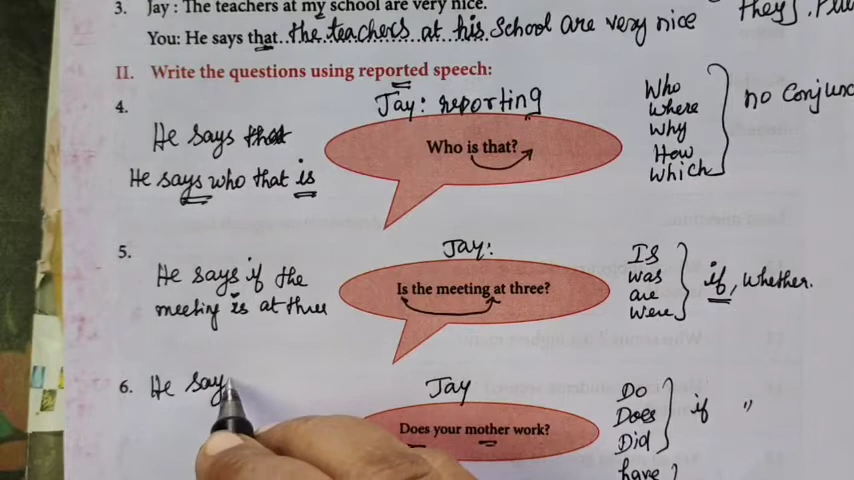 3. Jay : The teachers at my school are very nice.
You: He says that the teachers at his school are very nice
they
II. Write the questions using reported speech:
4.
Jay: reporting
He says that
He says who that is
Who is that?
Who
Where
Why
How
Which
no Conjunc
5.
Jay:
He says if the
meeting is at three
Is the meeting at three?
Is
was
are
were
if, whether.
6. He say
Jay
Does your mother work?
Do
Does
Did
have
if "